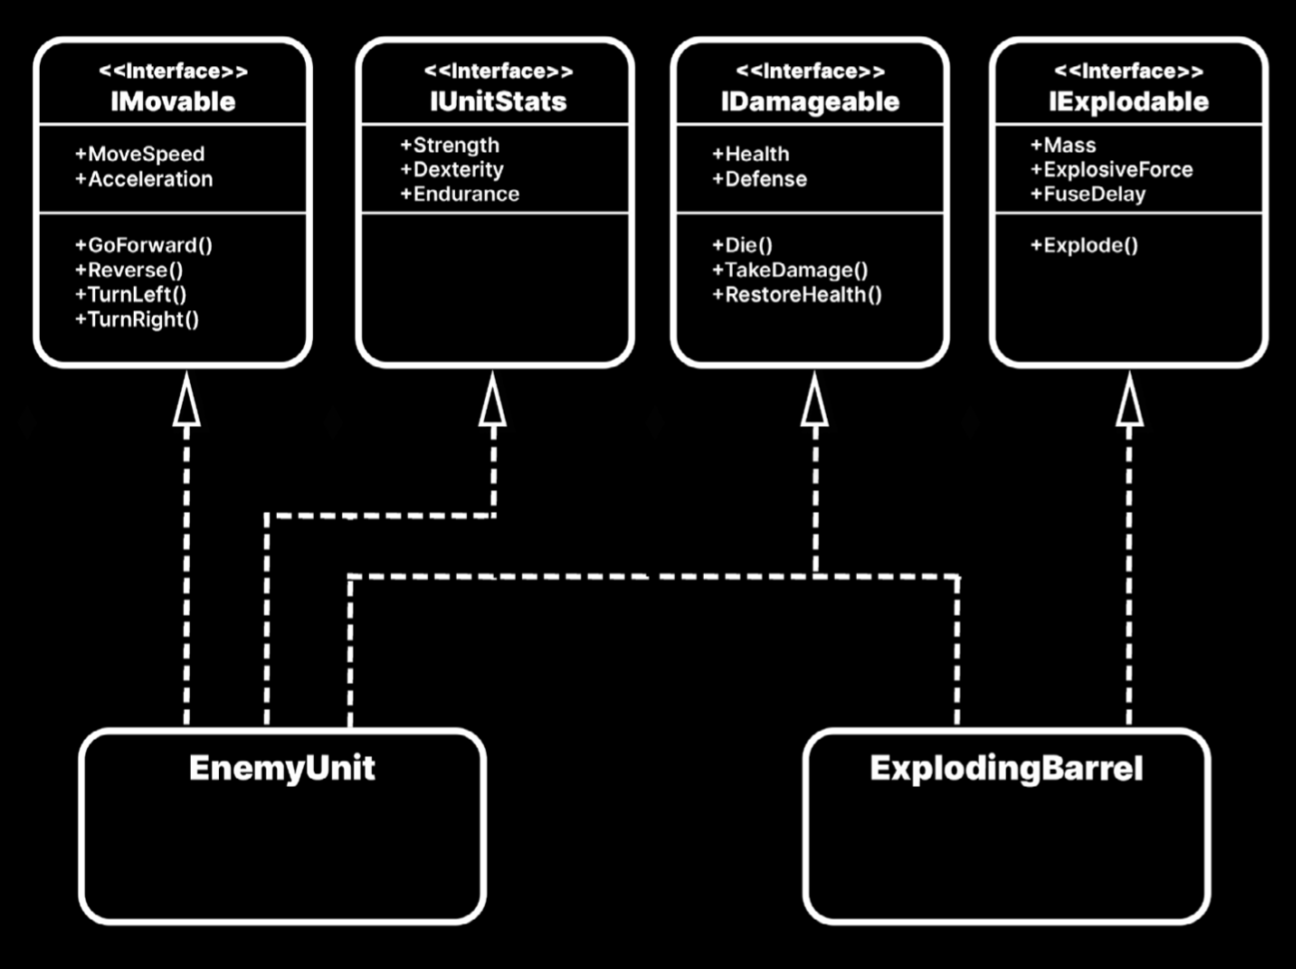 <<Interface>>
IMovable
+MoveSpeed
+Acceleration
+GoForward()
+Reverse()
+TurnLeft()
+TurnRight()
<<Interface>>
IUnitStats
+Strength
+Dexterity
+Endurance
<<Interface>>
IDamageable
+Health
+Defense
+Die()
+TakeDamage()
+RestoreHealth()
<<Interface>>
IExplodable
+Mass
+ExplosiveForce
+FuseDelay
+Explode()
EnemyUnit
ExplodingBarrel